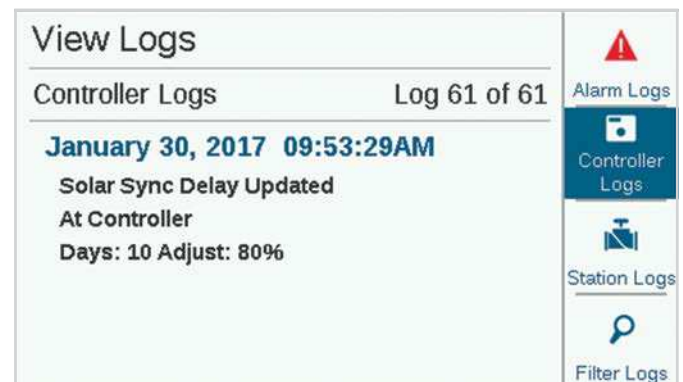 View Logs
Controller Logs Log 61 of 61
January 30, 2017 09:53:29AM
Solar Sync Delay Updated
At Controller
Days: 10 Adjust: 80%
Alarm Logs
Controller
Logs
Station Logs
Filter Logs